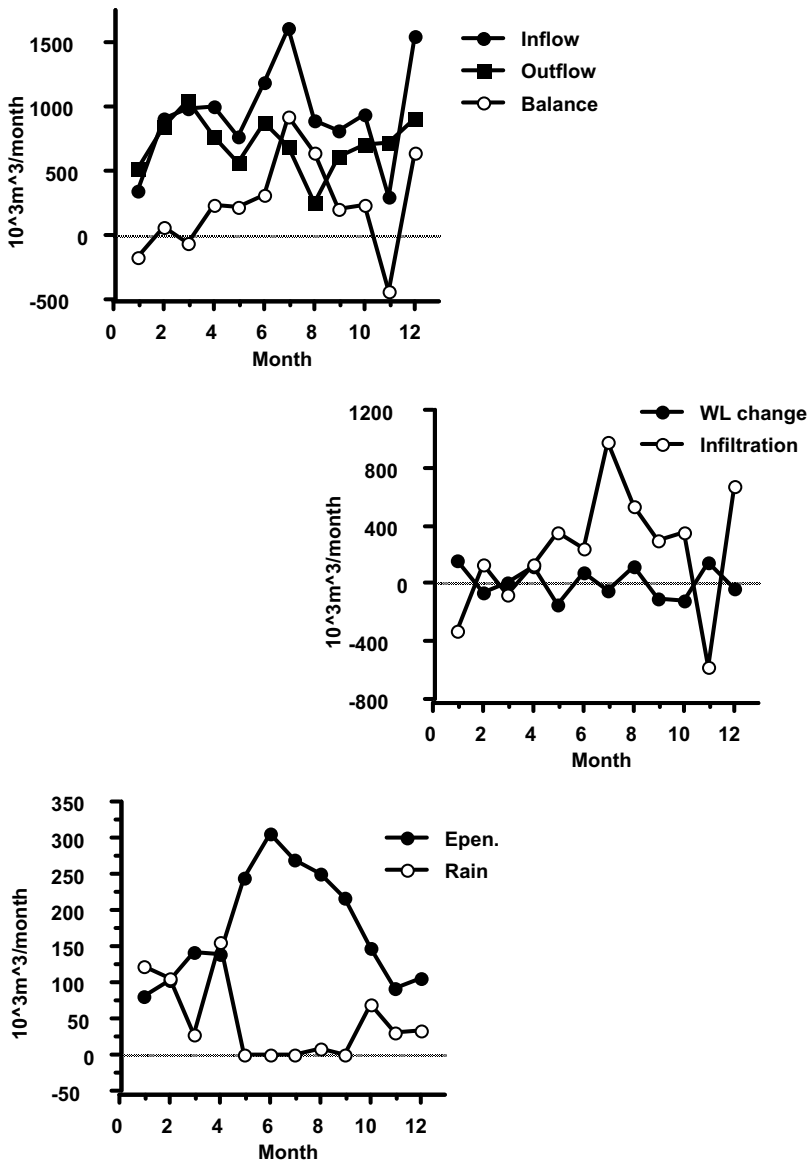 1500
1000
500
0
-500
10^3m^3/month
0 2 4 6 8 10 12
Month
Inflow
Outflow
Balance
1200
800
400
0
-400
-800
10^3m^3/month
0 2 4 6 8 10 12
Month
WL change
Infiltration
350
300
250
200
150
100
50
0
-50
10^3m^3/month
0 2 4 6 8 10 12
Month
Epen.
Rain